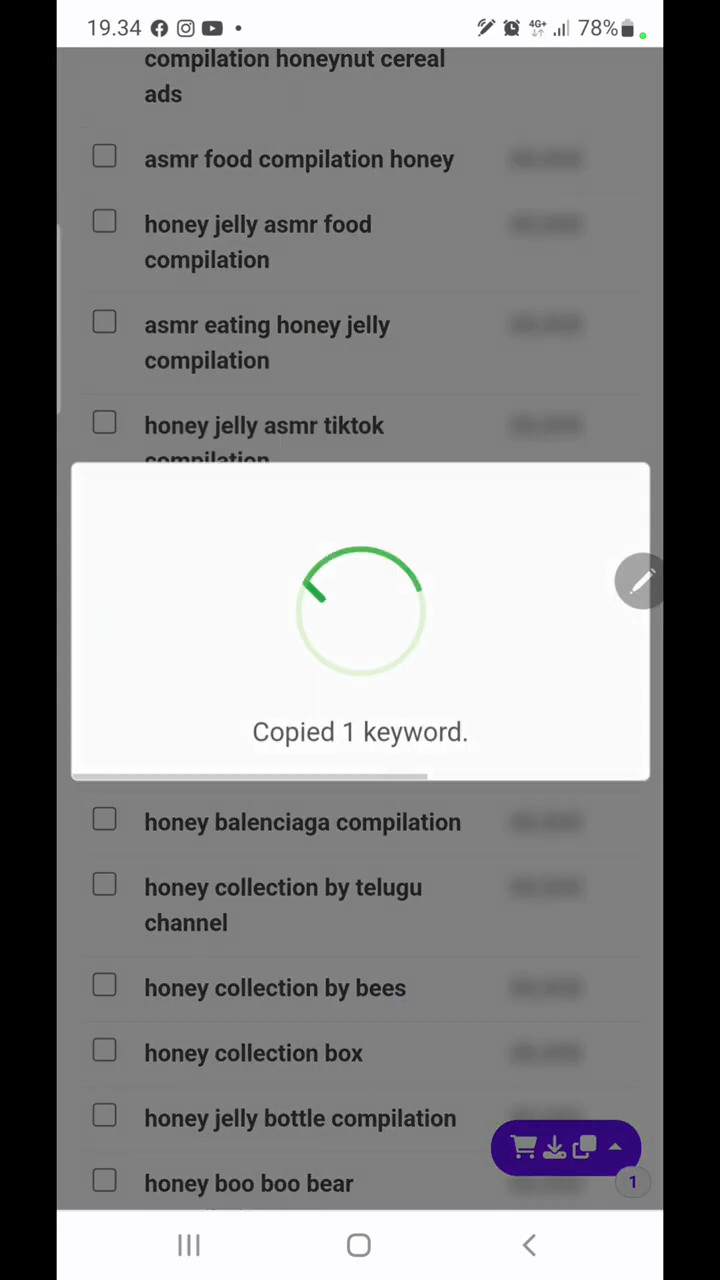 19.34
4G+
78%
compilation honeynut cereal
ads
asmr food compilation honey
honey jelly asmr food
compilation
asmr eating honey jelly
compilation
honey jelly asmr tiktok
compilation
Copied 1 keyword.
honey balenciaga compilation
honey collection by telugu
channel
honey collection by bees
honey collection box
honey jelly bottle compilation
honey boo boo bear
1